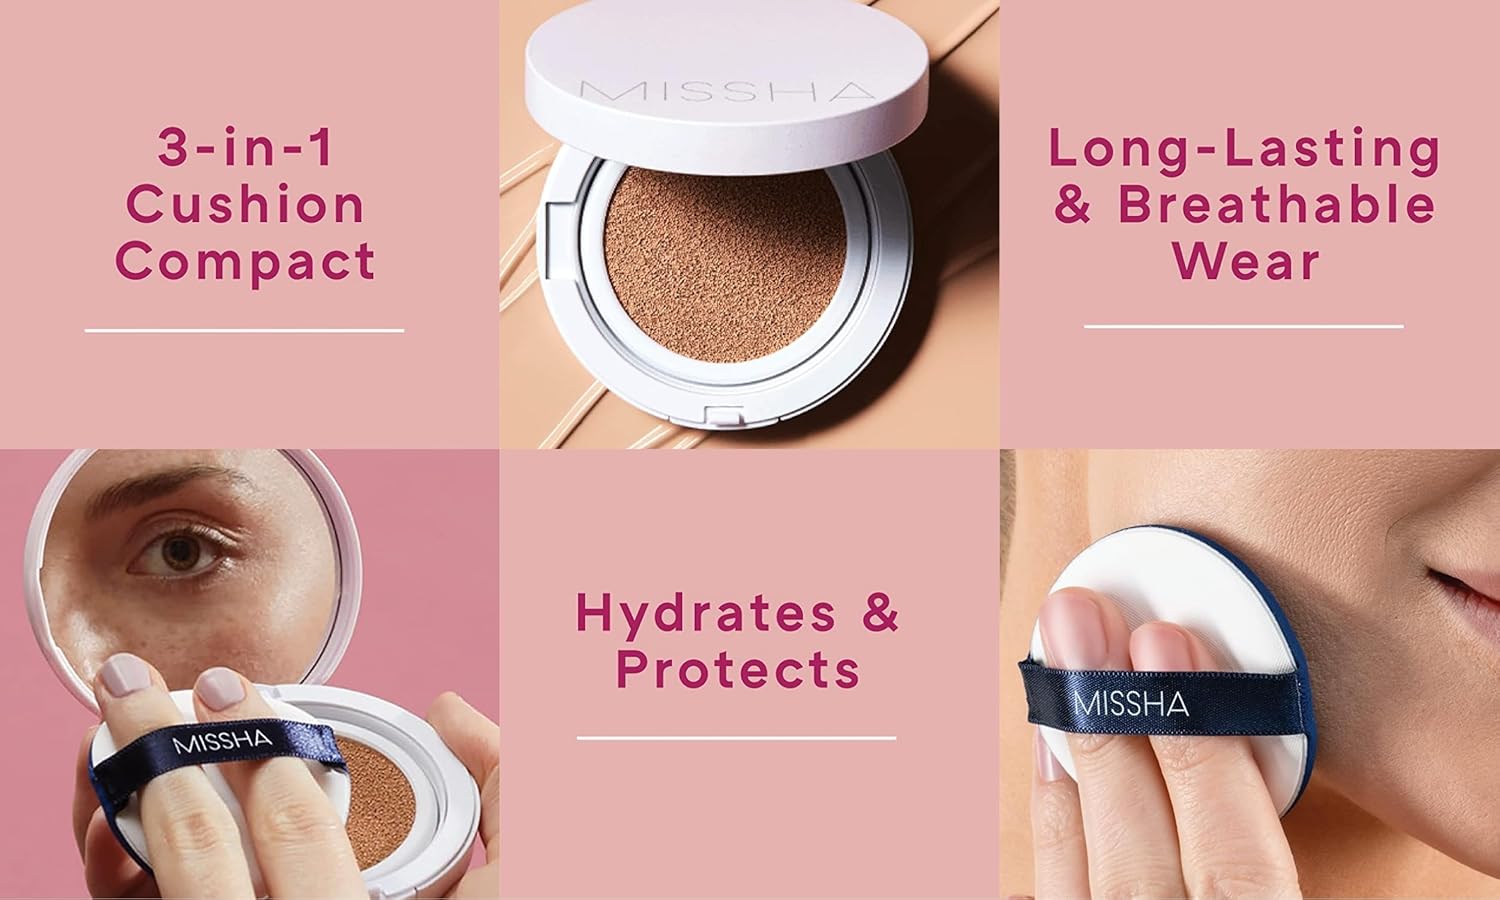 3-in-1
Cushion
Compact
MISSHA
Long-Lasting
& Breathable
Wear
MISSHA
Hydrates &
Protects
MISSHA